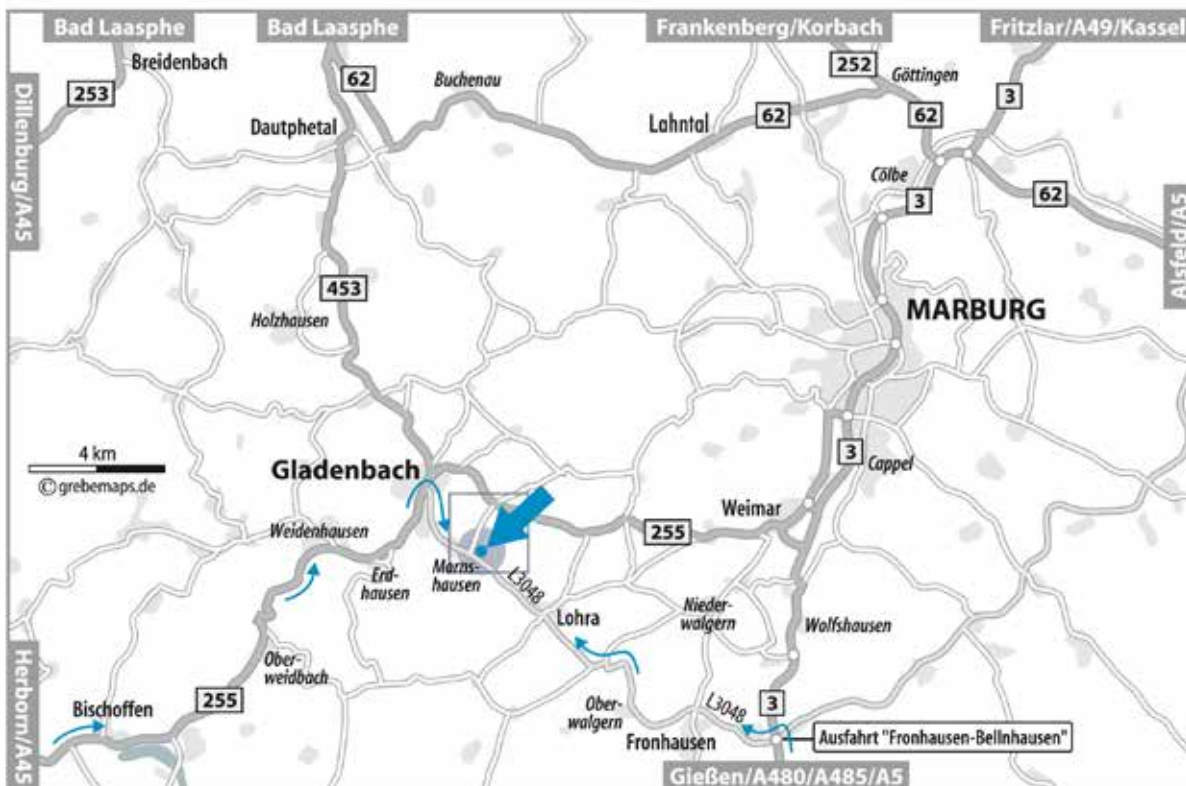 Bad Laasphe
Bad Laasphe
Frankenberg/Korbach
Fritzlar/A49/Kassel
Breidenbach
62
Buchenau
252
Göttingen
253
3
Dillenburg/A45
Dautphetal
Lahntal
62
62
Cölbe
3
62
Alsfeld/A5
453
Holzhausen
MARBURG
4 km
© grebemaps.de
Gladenbach
3
Cappel
Weimar
Weidenhausen
255
Erd-
hausen
Morns-
hausen
L3048
Lohra
Nieder-
walgern
Wolfshausen
Herborn/A45
Ober-
weidbach
255
Bischoffen
Ober-
walgern
L3048
3
Fronhausen
Ausfahrt "Fronhausen-Bellnhausen"
Gießen/A480/A485/A5